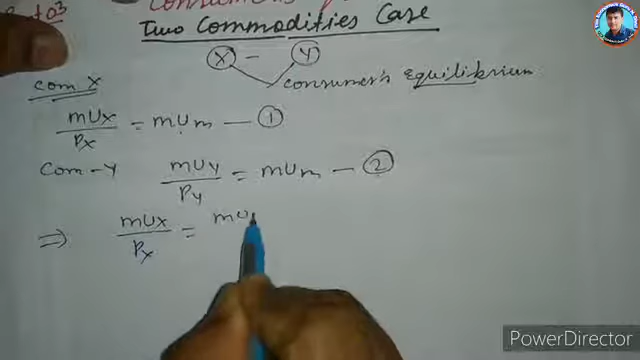 Two Commodities Case
X - Y
Consumer's equilibrium
Com X
MUx / Px = MUm — 1
Com - Y MUy / Py = MUm — 2
⇒ MUx / Px = MU
PowerDirector